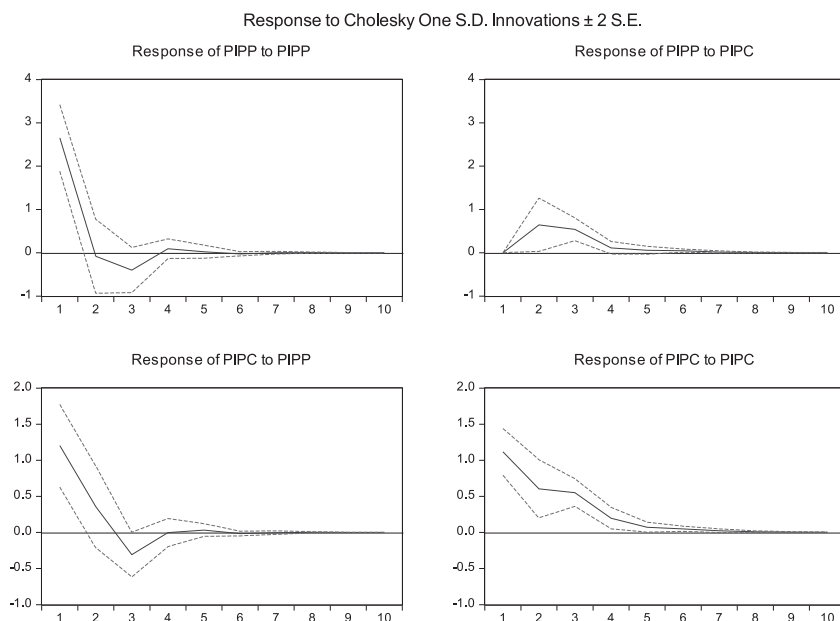 Response to Cholesky One S.D. Innovations ± 2 S.E.
Response of PIPP to PIPP
4
3
2
1
0
-1
1 2 3 4 5 6 7 8 9 10
Response of PIPP to PIPC
4
3
2
1
0
-1
1 2 3 4 5 6 7 8 9 10
Response of PIPC to PIPP
2.0
1.5
1.0
0.5
0.0
-0.5
-1.0
1 2 3 4 5 6 7 8 9 10
Response of PIPC to PIPC
2.0
1.5
1.0
0.5
0.0
-0.5
-1.0
1 2 3 4 5 6 7 8 9 10